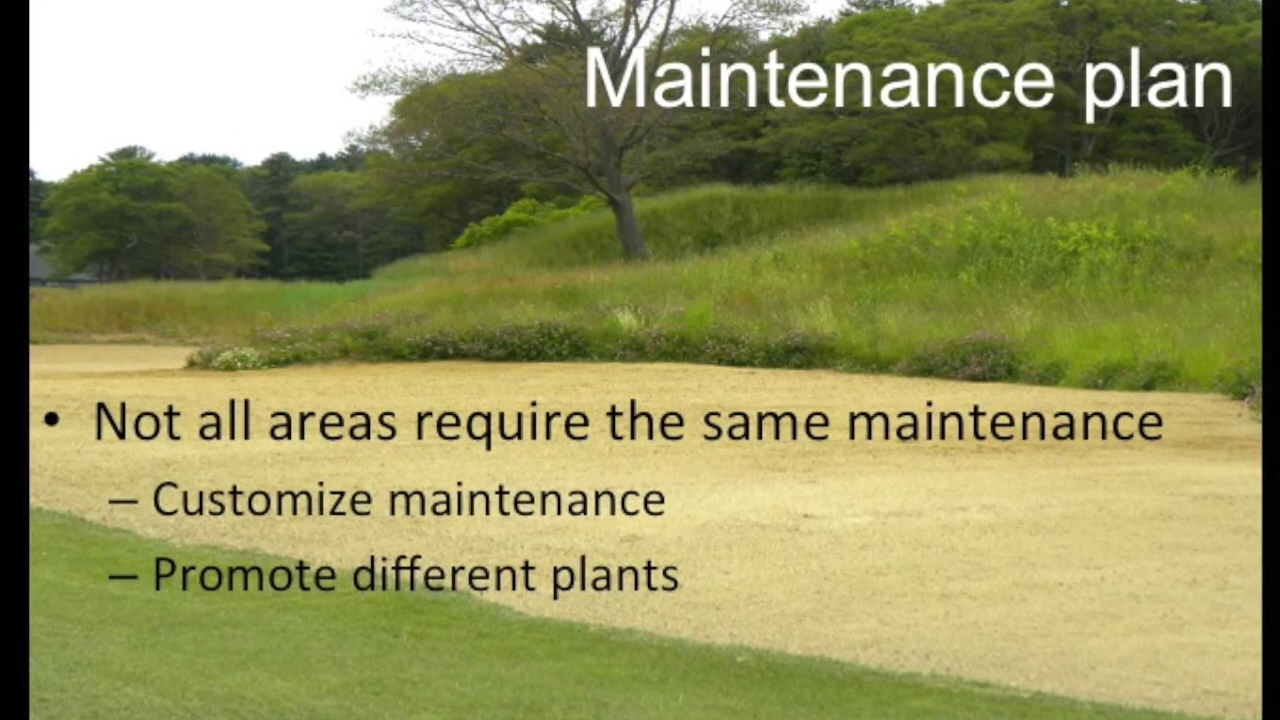 Maintenance plan
• Not all areas require the same maintenance
– Customize maintenance
– Promote different plants